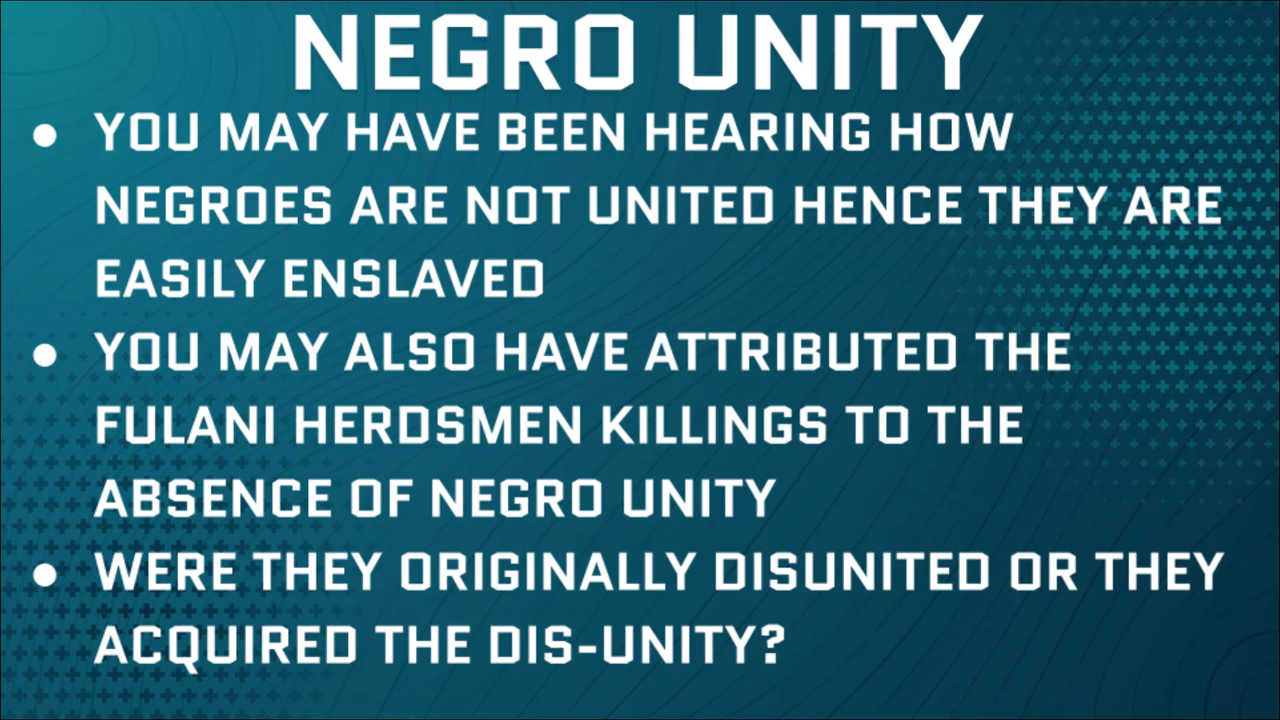 NEGRO UNITY
• YOU MAY HAVE BEEN HEARING HOW
NEGROES ARE NOT UNITED HENCE THEY ARE
EASILY ENSLAVED
• YOU MAY ALSO HAVE ATTRIBUTED THE
FULANI HERDSMEN KILLINGS TO THE
ABSENCE OF NEGRO UNITY
• WERE THEY ORIGINALLY DISUNITED OR THEY
ACQUIRED THE DIS-UNITY?